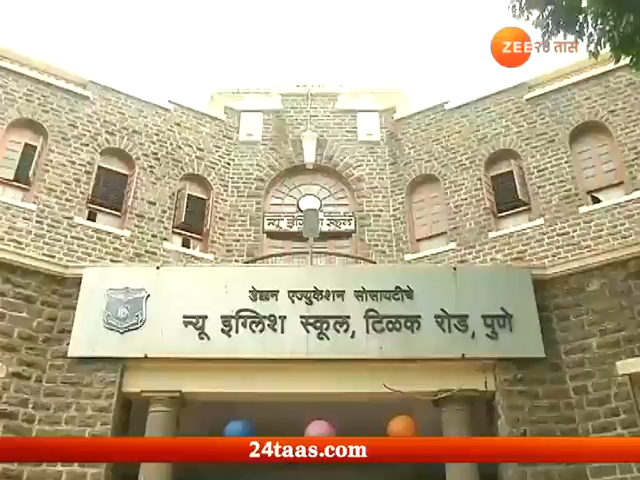 ZEE २४ तास
न्यू इंग्लिश स्कूल
डेक्कन एज्युकेशन सोसायटीचे
न्यू इंग्लिश स्कूल, टिळक रोड, पुणे
24taas.com